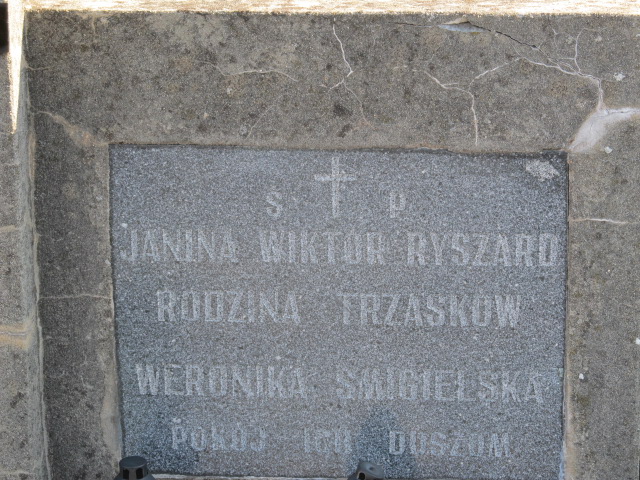 Ś P
JANINA WIKTOR RYSZARD
RODZINA TRZASKÓW
WERONIKA ŚMIGIELSKA
POKÓJ ICH DUSZOM